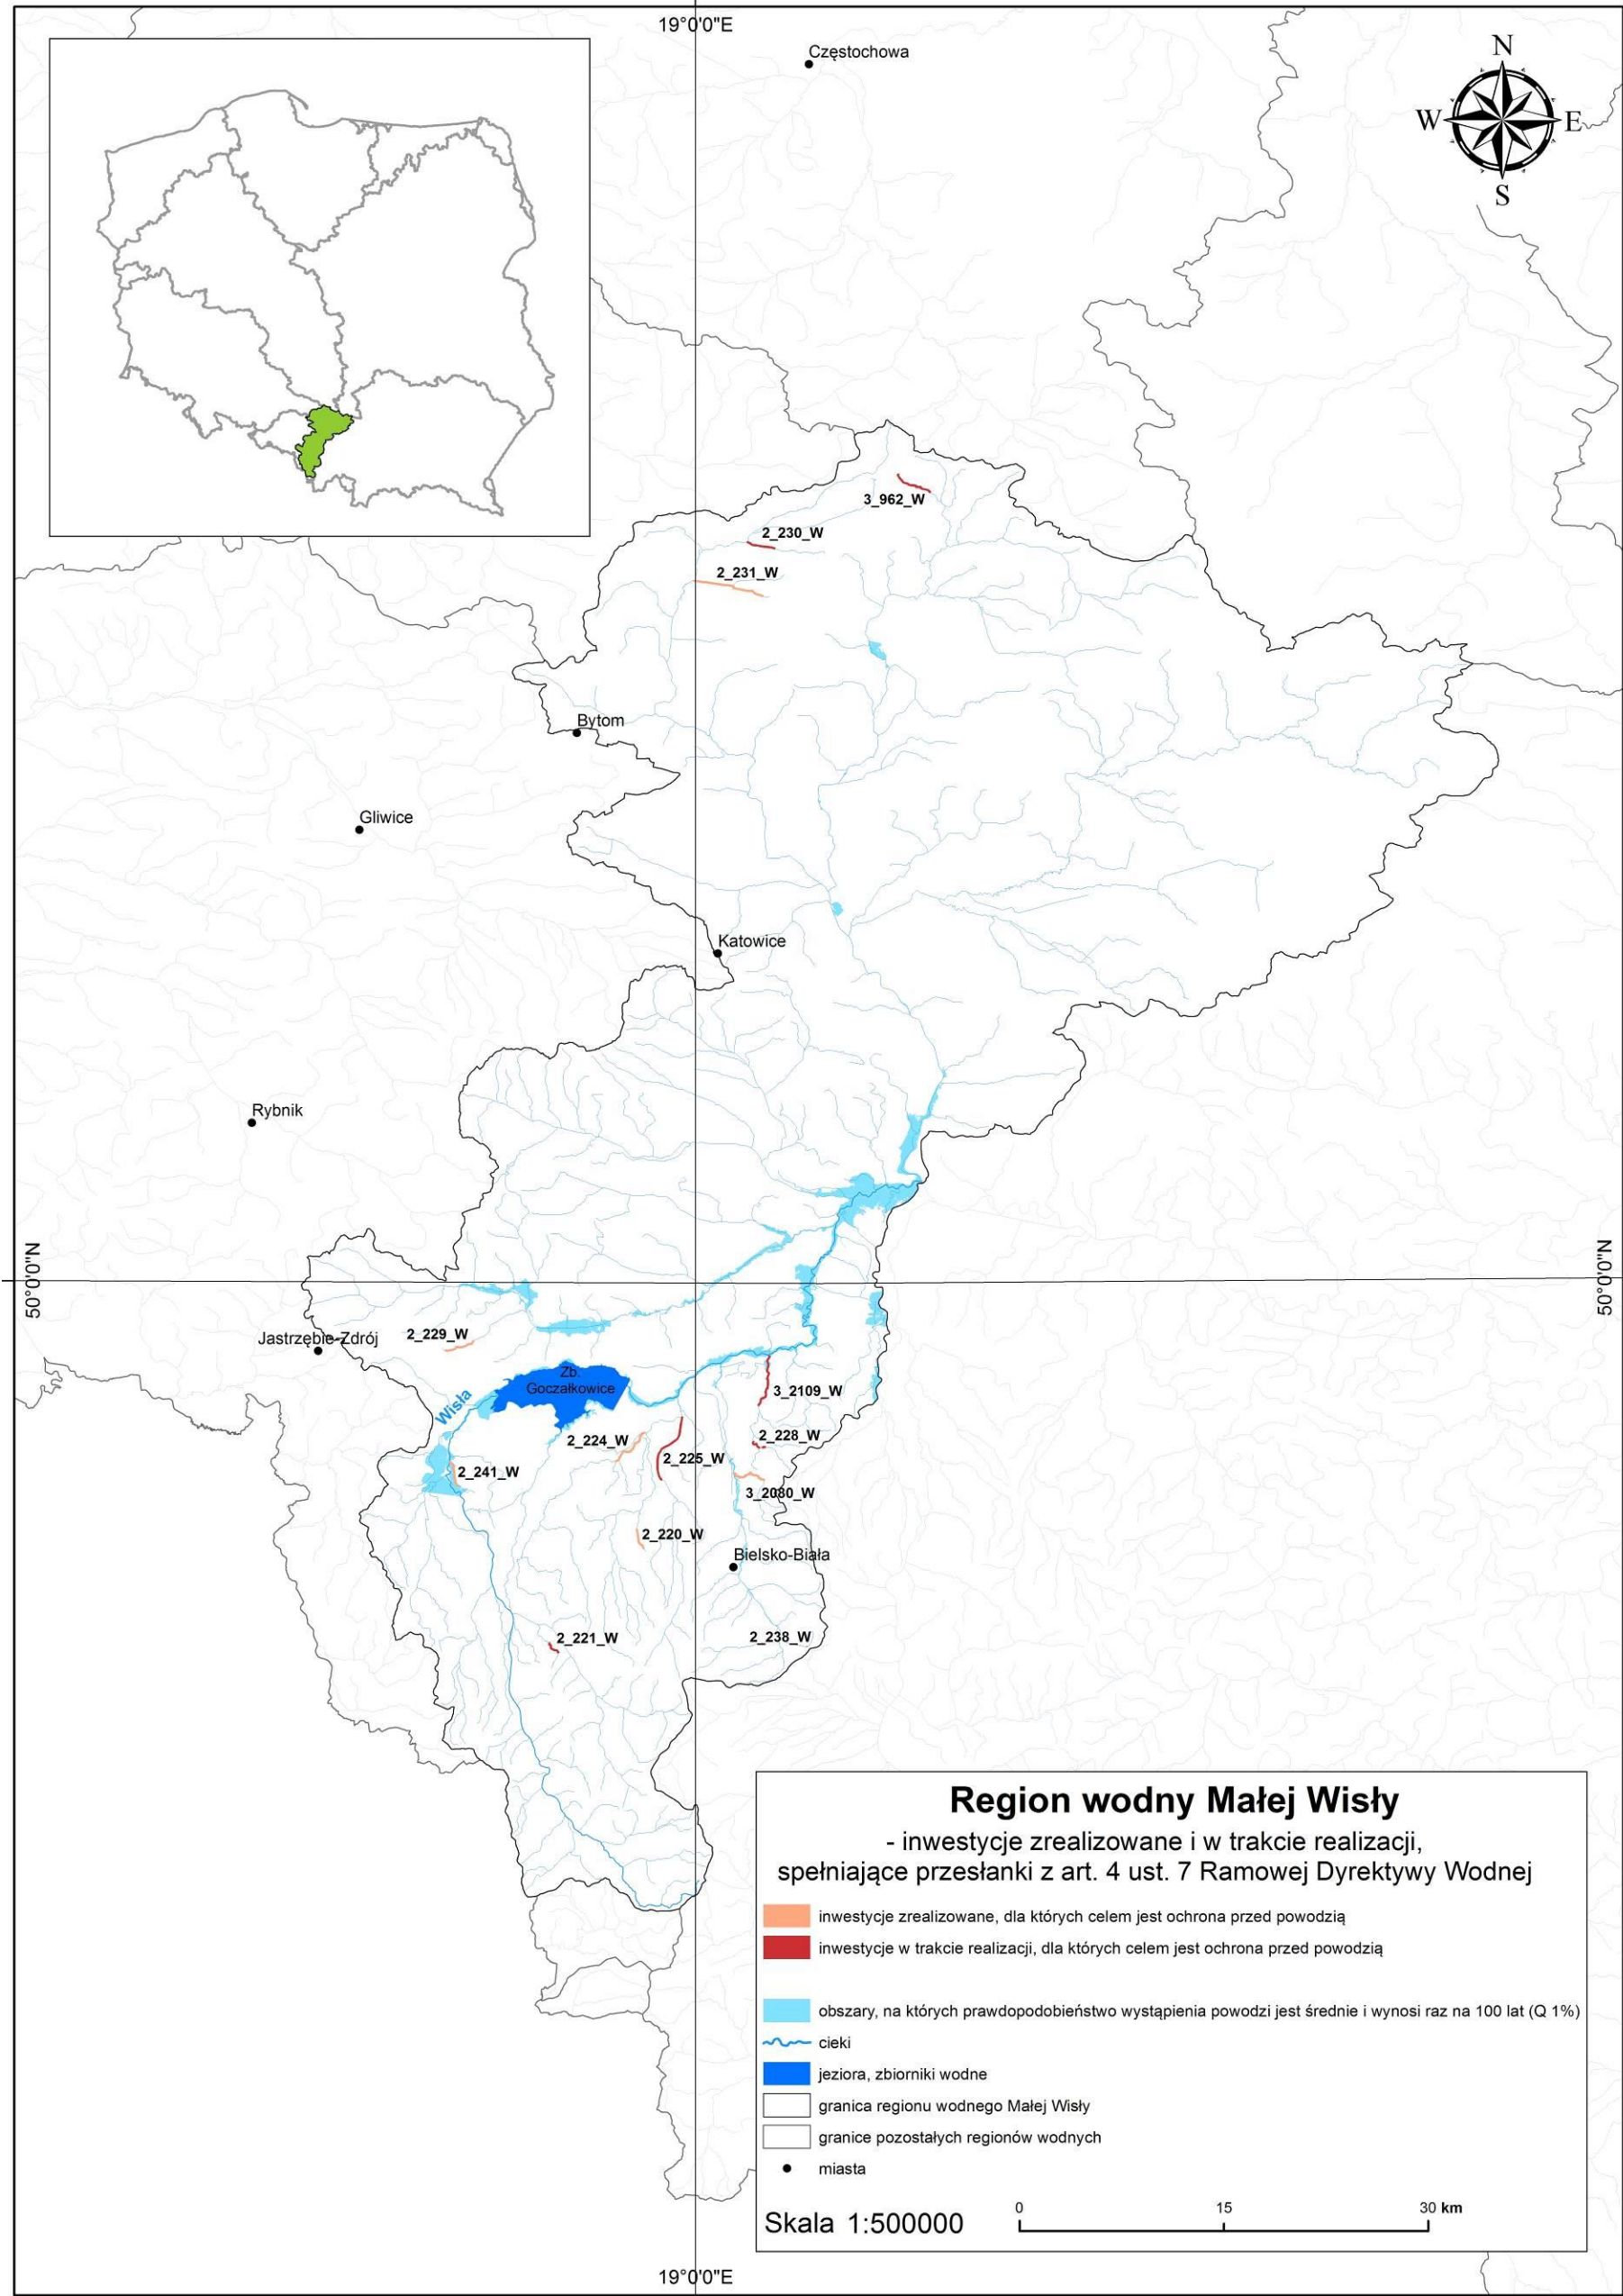 19°0'0"E
Częstochowa
N
W
E
S
3_962_W
2_230_W
2_231_W
Bytom
Gliwice
Katowice
Rybnik
50°0'0"N
50°0'0"N
Jastrzębie-Zdrój
2_229_W
Zb.
Goczałkowice
Wisła
3_2109_W
2_228_W
2_224_W
2_225_W
2_241_W
3_2080_W
2_220_W
Bielsko-Biała
2_221_W
2_238_W
Region wodny Małej Wisły
- inwestycje zrealizowane i w trakcie realizacji,
spełniające przesłanki z art. 4 ust. 7 Ramowej Dyrektywy Wodnej
inwestycje zrealizowane, dla których celem jest ochrona przed powodzią
inwestycje w trakcie realizacji, dla których celem jest ochrona przed powodzią
obszary, na których prawdopodobieństwo wystąpienia powodzi jest średnie i wynosi raz na 100 lat (Q 1%)
cieki
jeziora, zbiorniki wodne
granica regionu wodnego Małej Wisły
granice pozostałych regionów wodnych
miasta
Skala 1:500000
0 15 30 km
19°0'0"E